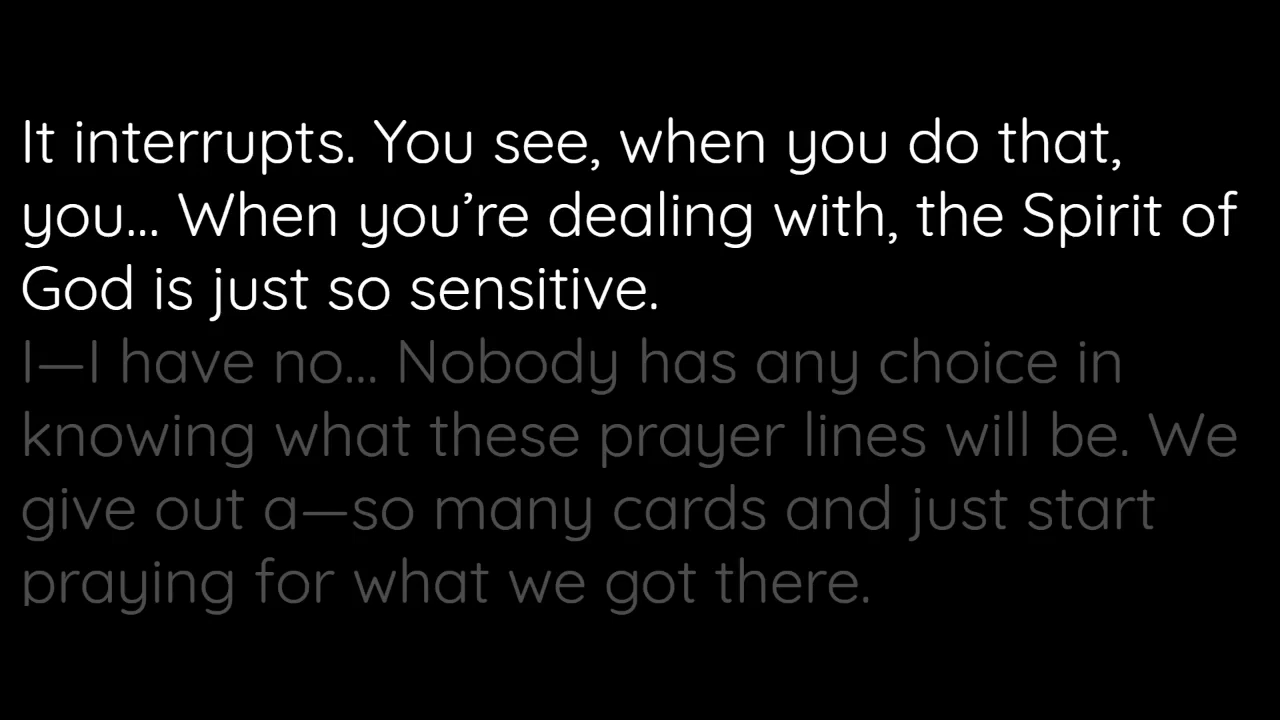 It interrupts. You see, when you do that,
you... When you’re dealing with, the Spirit of
God is just so sensitive.
I—I have no... Nobody has any choice in
knowing what these prayer lines will be. We
give out a—so many cards and just start
praying for what we got there.